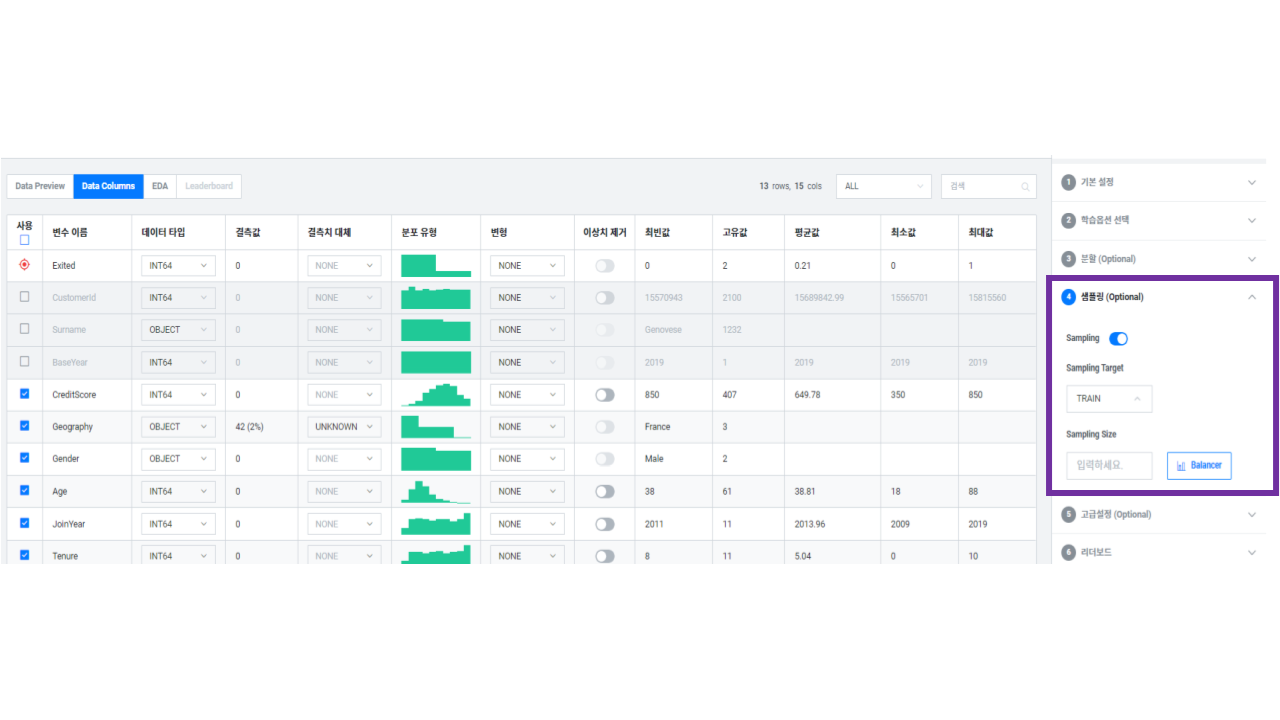 Data Preview Data Columns EDA Leaderboard 13 rows, 15 cols ALL 검색
사용 변수 이름 데이터 타입 결측값 결측치 대체 분포 유형 변형 이상치 제거 최빈값 고유값 평균값 최소값 최대값
Exited INT64 0 NONE NONE 0 2 0.21 0 1
CustomerId INT64 0 NONE NONE 15570943 2100 15689842.99 15565701 15815560
Surname OBJECT 0 NONE NONE Genovese 1232
BaseYear INT64 0 NONE NONE 2019 1 2019 2019 2019
CreditScore INT64 0 NONE NONE 850 407 649.78 350 850
Geography OBJECT 42 (2%) UNKNOWN NONE France 3
Gender OBJECT 0 NONE NONE Male 2
Age INT64 0 NONE NONE 38 61 38.81 18 88
JoinYear INT64 0 NONE NONE 2011 11 2013.96 2009 2019
Tenure INT64 0 NONE NONE 8 11 5.04 0 10
1 기본 설정
2 학습옵션 선택
3 분할 (Optional)
4 샘플링 (Optional)
Sampling
Sampling Target
TRAIN
Sampling Size
입력하세요. Balancer
5 고급설정 (Optional)
6 리더보드